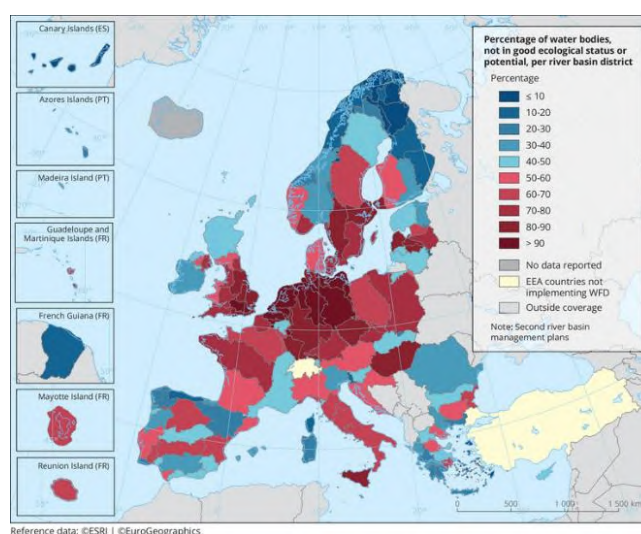 Canary Islands (ES)
Azores Islands (PT)
Madeira Island (PT)
Guadeloupe and
Martinique Islands (FR)
French Guiana (FR)
Mayotte Island (FR)
Reunion Island (FR)
Percentage of water bodies,
not in good ecological status or
potential, per river basin district
Percentage
≤ 10
10-20
20-30
30-40
40-50
50-60
60-70
70-80
80-90
> 90
No data reported
EEA countries not
implementing WFD
Outside coverage
Note: Second river basin
management plans
0 500 1 000 1 500 km
Reference data: ©ESRI | ©EuroGeographics